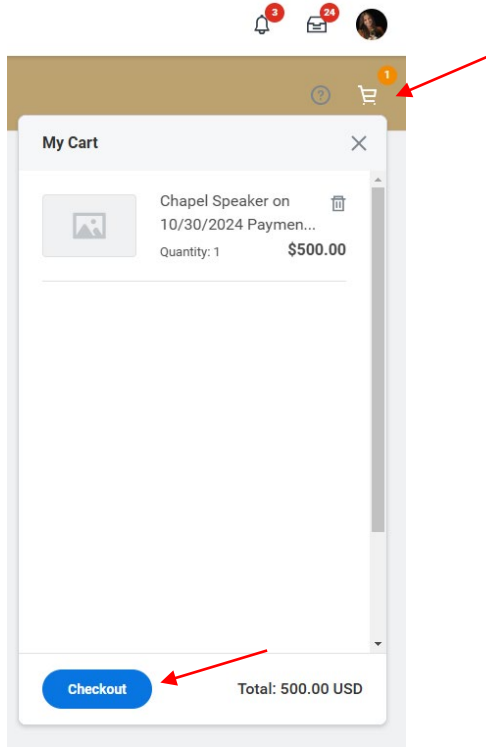 3
24
?
1
My Cart
Chapel Speaker on
10/30/2024 Paymen...
Quantity: 1 $500.00
Checkout Total: 500.00 USD